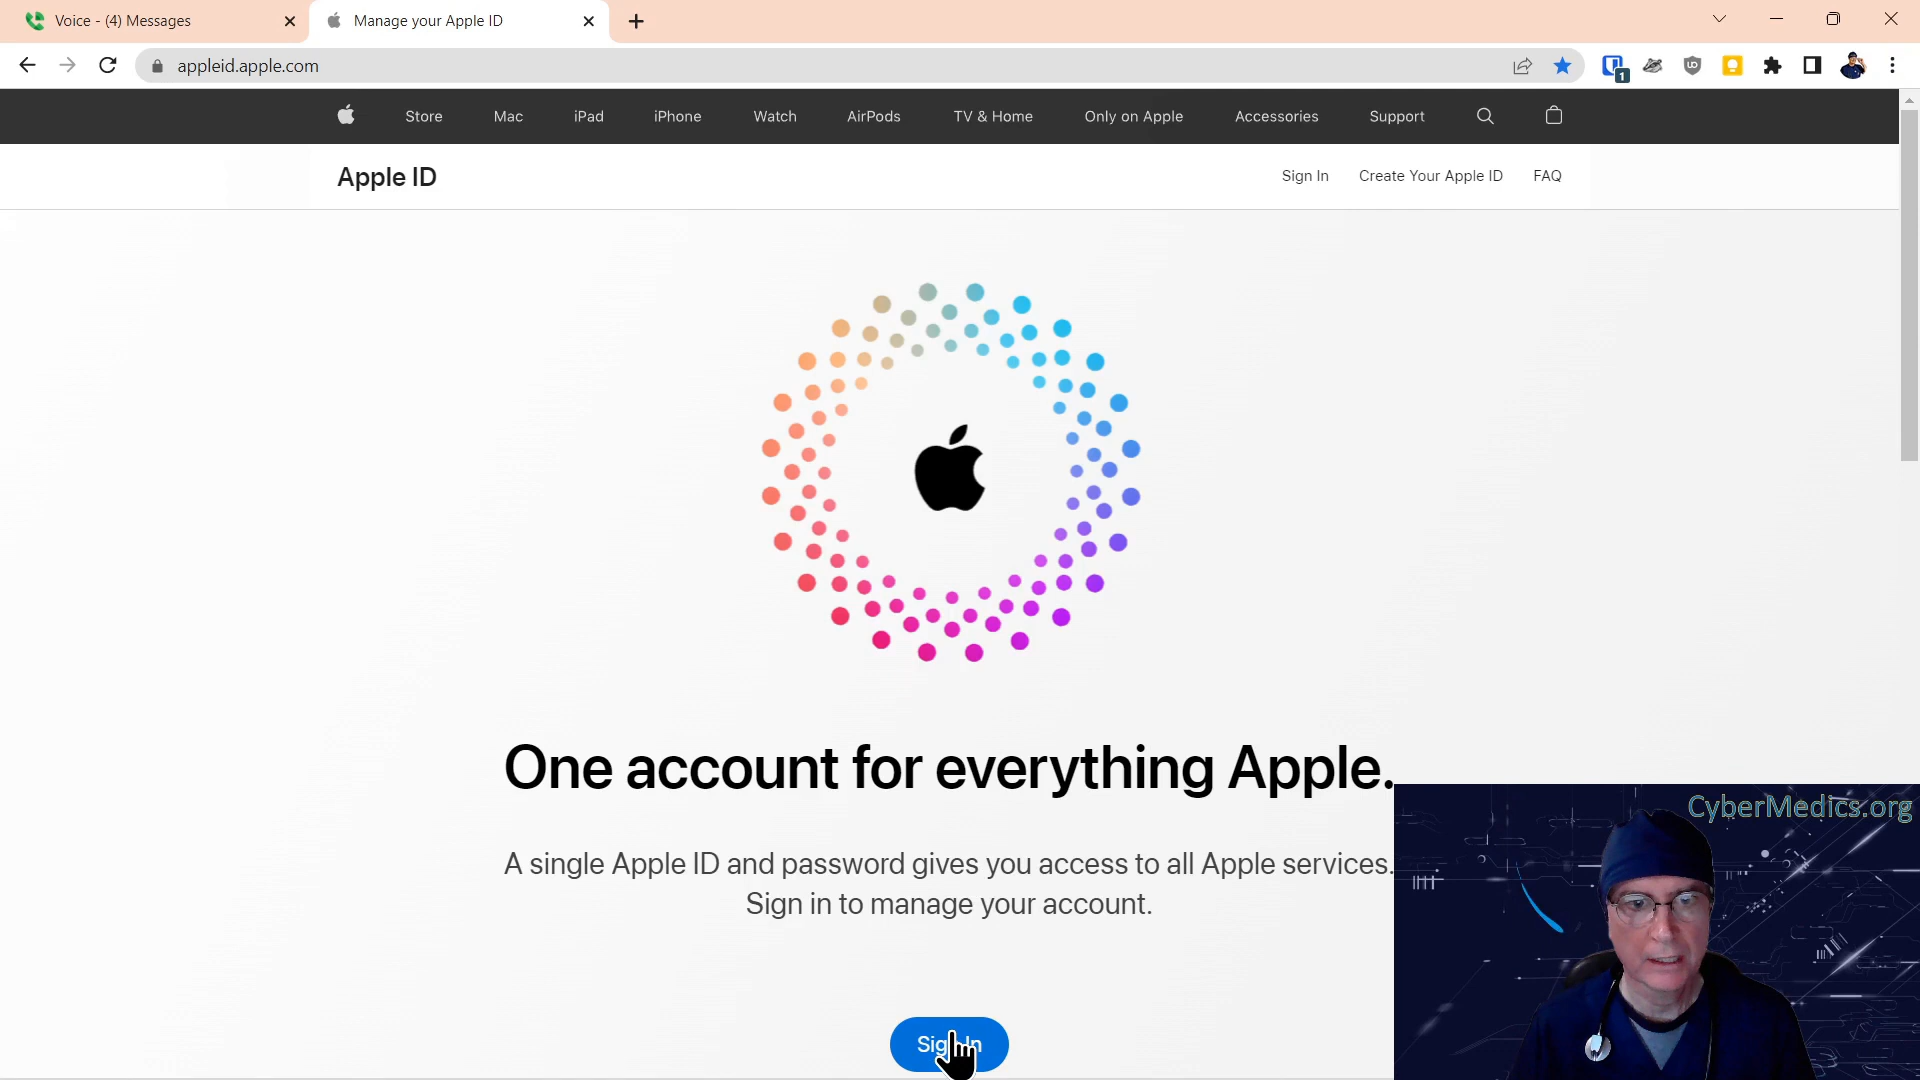 Voice - (4) Messages
Manage your Apple ID
appleid.apple.com
1
Store
Mac
iPad
iPhone
Watch
AirPods
TV & Home
Only on Apple
Accessories
Support
Apple ID
Sign In
Create Your Apple ID
FAQ
One account for everything Apple.
A single Apple ID and password gives you access to all Apple services.
Sign in to manage your account.
Sign In
CyberMedics.org